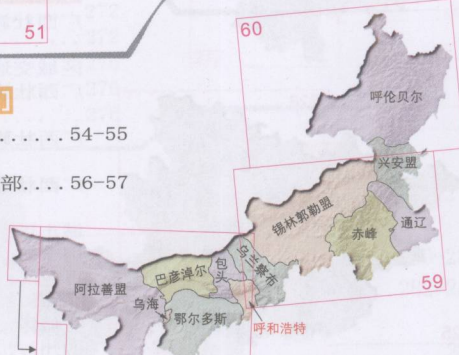 51
60
]
...... 54-55
部.... 56-57
呼伦贝尔
兴安盟
锡林郭勒盟
通辽
赤峰
59
乌兰察布
巴彦淖尔
包头
阿拉善盟
乌海
鄂尔多斯
呼和浩特